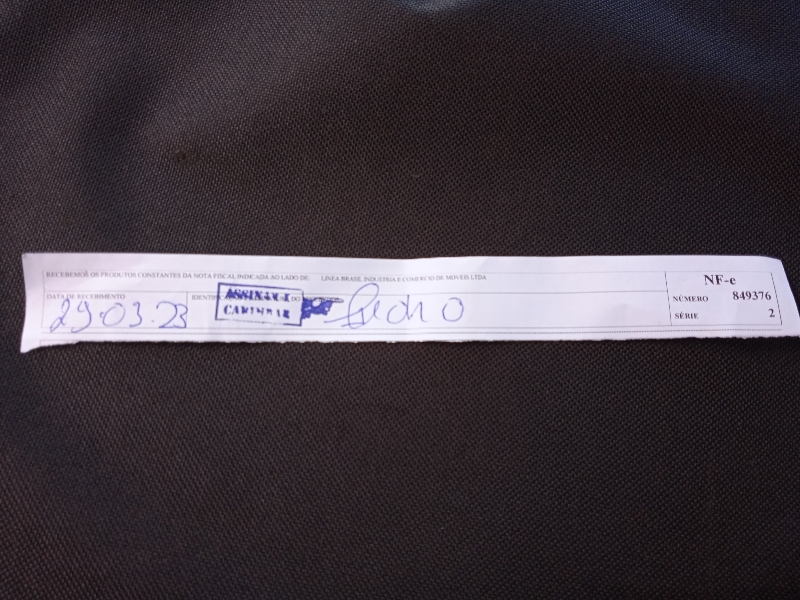 RECEBEMOS OS PRODUTOS CONSTANTES DA NOTA FISCAL INDICADA AO LADO DE: LINEA BRASIL INDUSTRIA E COMERCIO DE MOVEIS LTDA
NF-e
NÚMERO 849376
SÉRIE 2
DATA DE RECEBIMENTO
29.03.23
ASSINAR E
CARIMBAR
Pedro